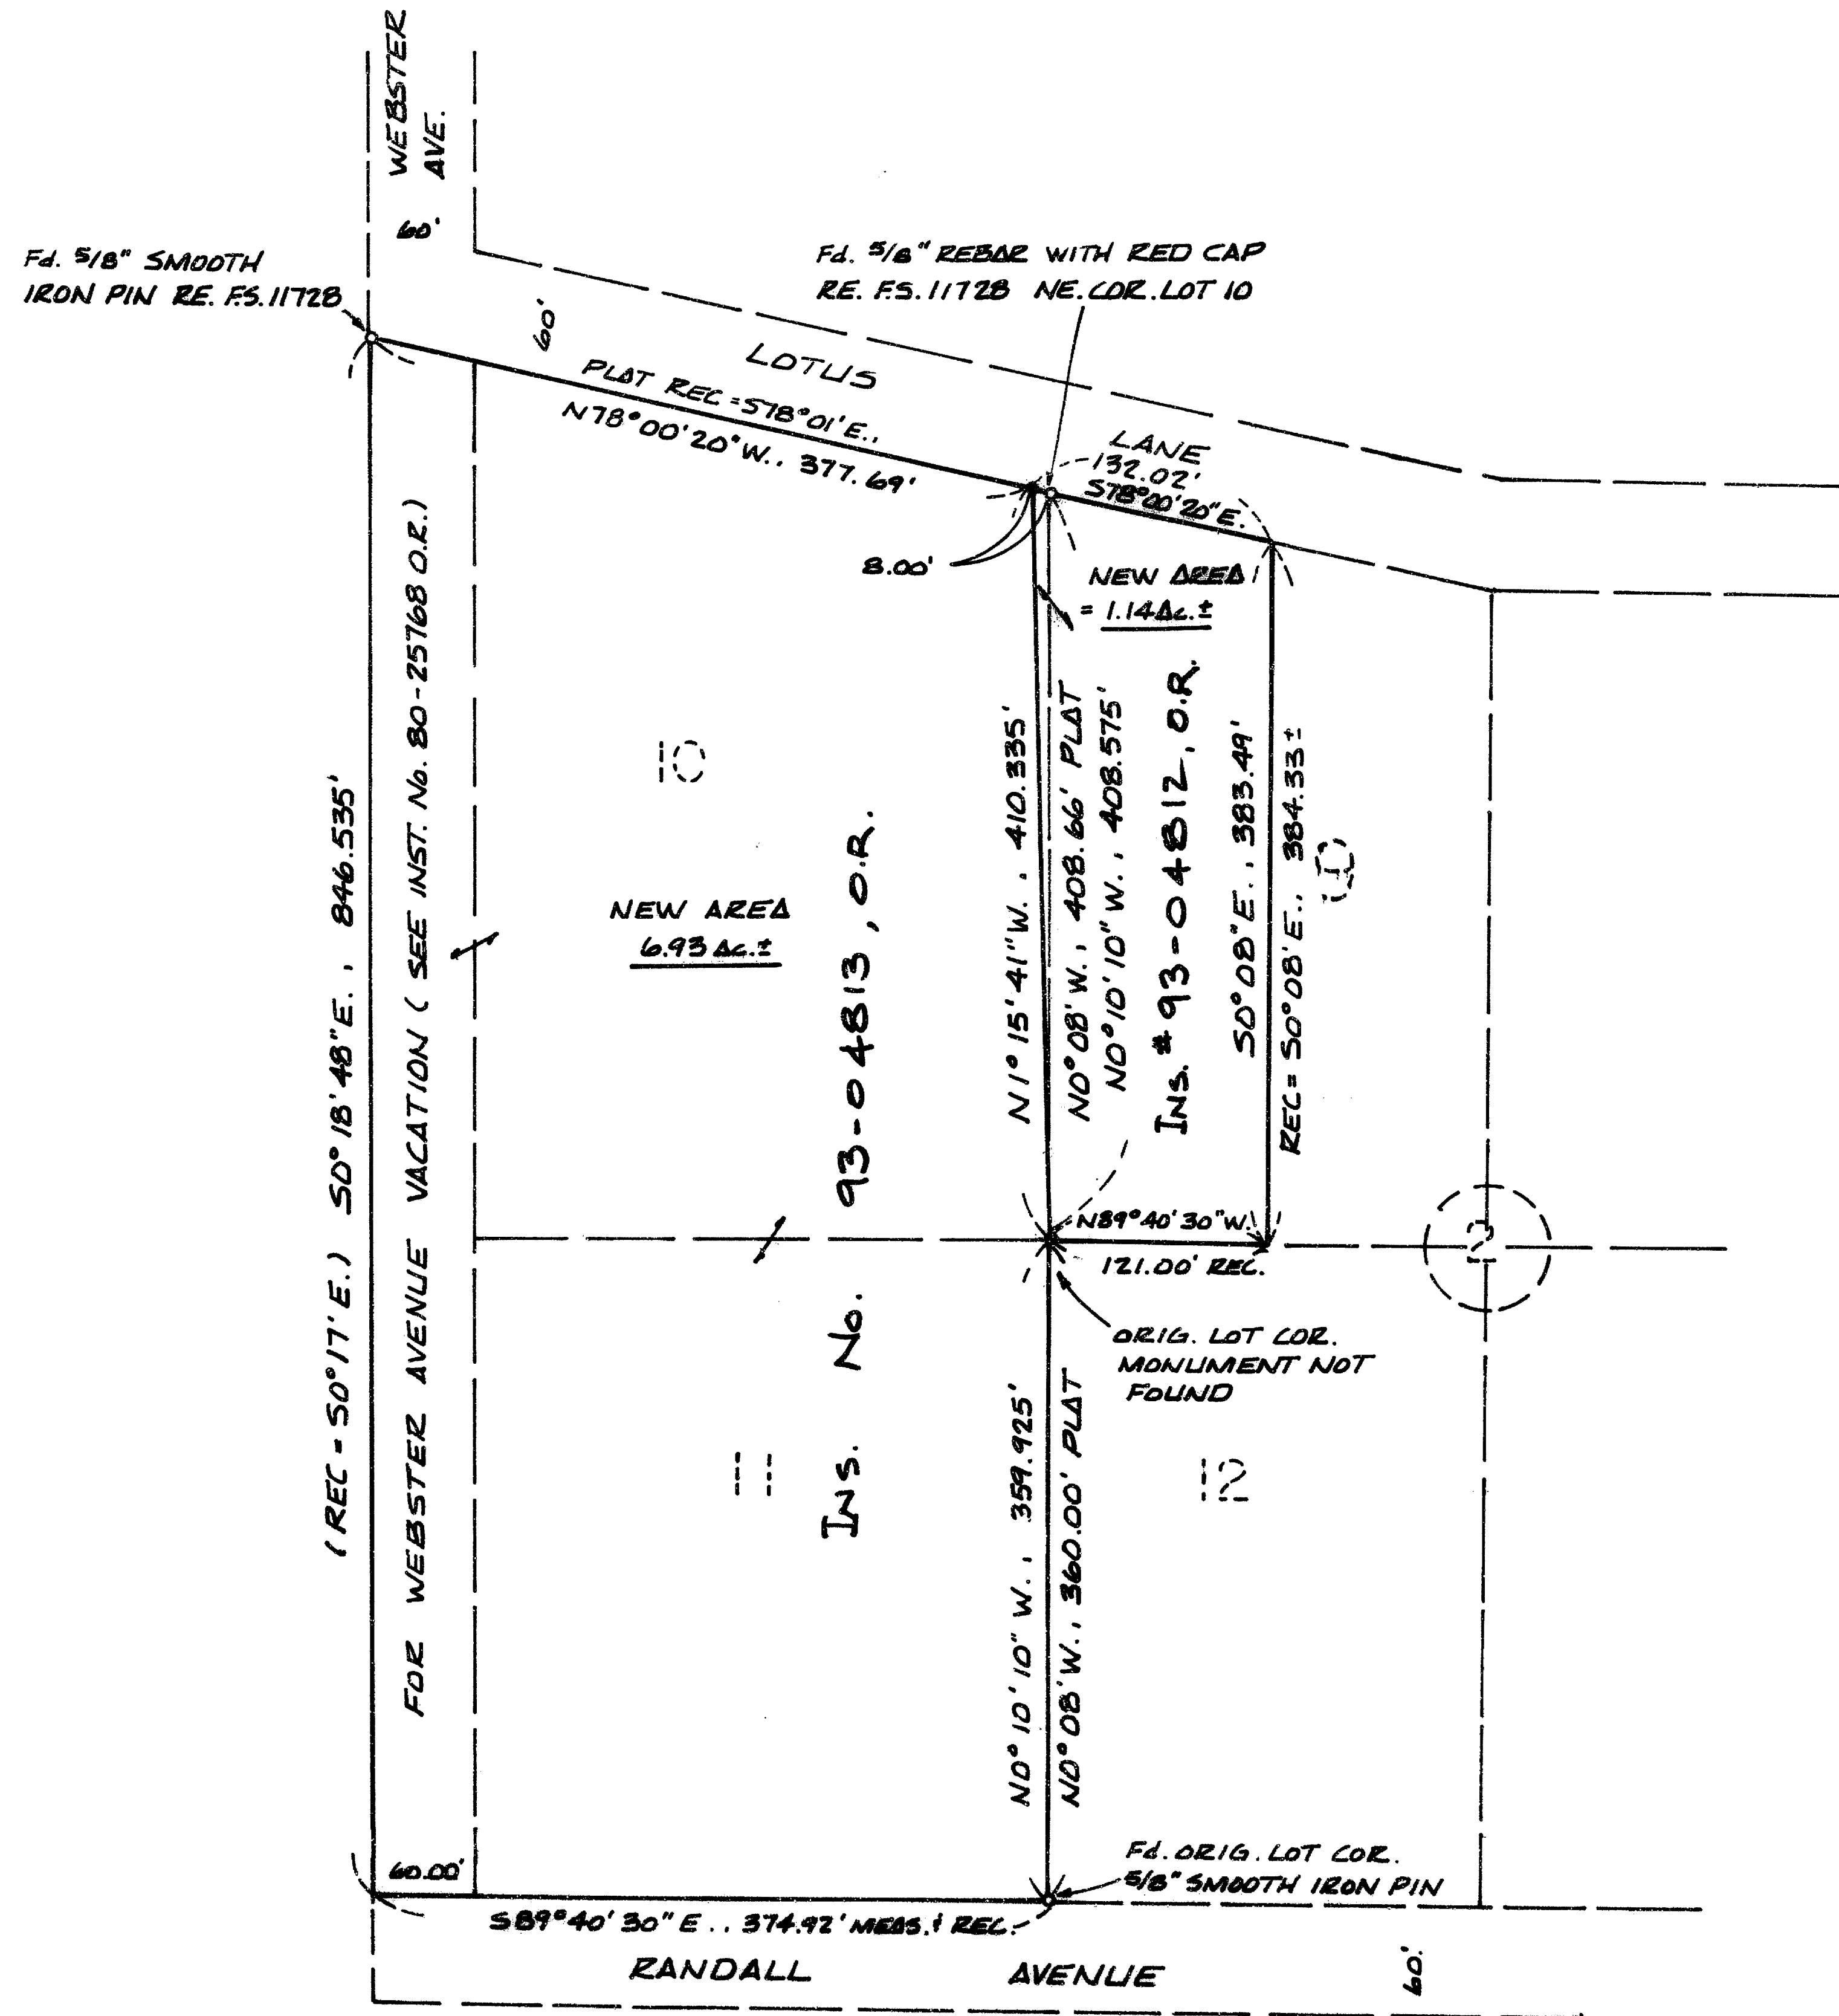 WEBSTER
AVE.
60'
Fd. 5/8" SMOOTH
IRON PIN RE. F.S. 11728
Fd. 5/8" REBAR WITH RED CAP
RE. F.S. 11728 NE. COR. LOT 10
60'
LOTUS
LANE
PLAT REC = S78°01'E.,
N78°00'20"W., 377.69'
132.02'
S78°00'20"E.
8.00'
NEW AREA
= 1.14 Ac. ±
10
NEW AREA
6.93 Ac. ±
(REC = S0°17'E.) S0°18'48"E., 846.535'
FOR WEBSTER AVENUE VACATION (SEE INST. No. 80-25768 O.R.)
Ins. No. 93-04813, O.R.
N1°15'41"W., 410.335'
N0°08'W., 408.66' PLAT
N0°10'10"W., 408.575'
Ins. # 93-04812, O.R.
S0°08"E., 383.49'
REC = S0°08'E., 384.33 ±
N89°40'30"W.
121.00' REC.
2
ORIG. LOT COR.
MONUMENT NOT
FOUND
11
12
N0°10'10"W., 359.925'
N0°08'W., 360.00' PLAT
Fd. ORIG. LOT COR.
5/8" SMOOTH IRON PIN
60.00'
S89°40'30"E., 374.92' MEAS. & REC.
RANDALL AVENUE
60'